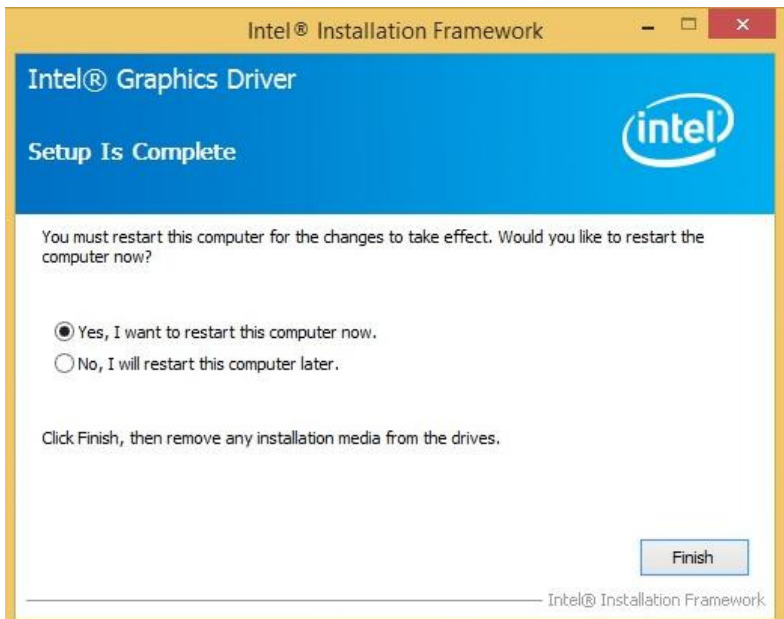 Intel® Installation Framework
Intel® Graphics Driver
intel
Setup Is Complete
You must restart this computer for the changes to take effect. Would you like to restart the
computer now?
Yes, I want to restart this computer now.
No, I will restart this computer later.
Click Finish, then remove any installation media from the drives.
Finish
Intel® Installation Framework